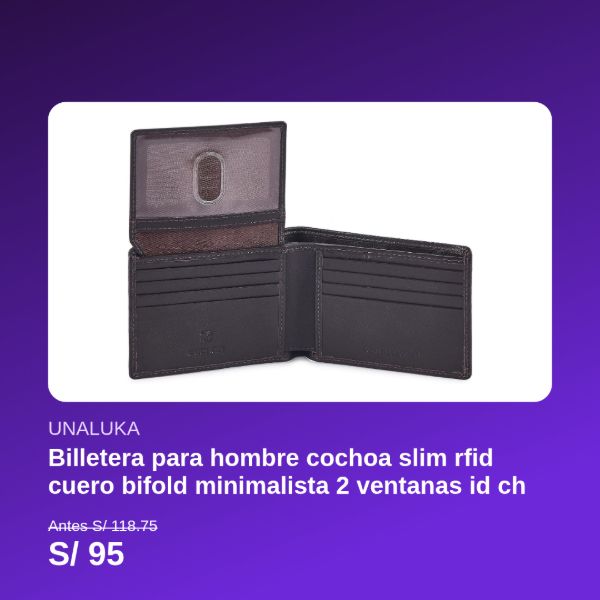 UNALUKA
Billetera para hombre cochoa slim rfid
cuero bifold minimalista 2 ventanas id ch
Antes S/ 118.75
S/ 95